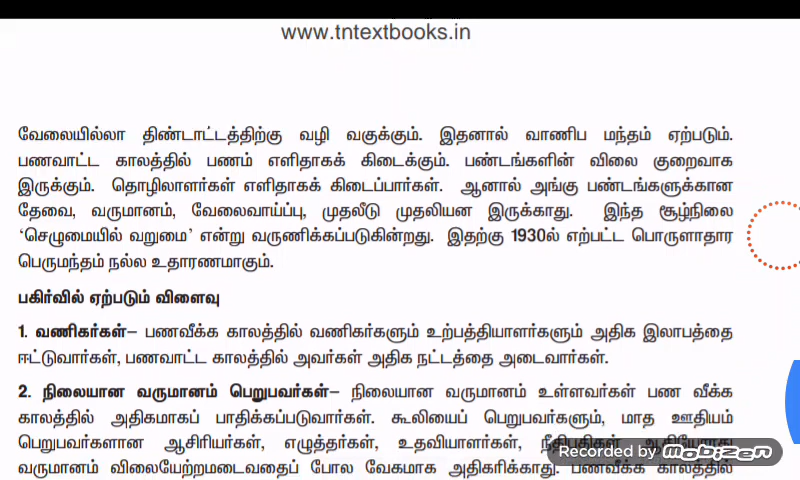 www.tntextbooks.in
வேலையில்லா திண்டாட்டத்திற்கு வழி வகுக்கும். இதனால் வாணிப மந்தம் ஏற்படும்.
பணவாட்ட காலத்தில் பணம் எளிதாகக் கிடைக்கும். பண்டங்களின் விலை குறைவாக
இருக்கும். தொழிலாளர்கள் எளிதாகக் கிடைப்பார்கள். ஆனால் அங்கு பண்டங்களுக்கான
தேவை, வருமானம், வேலைவாய்ப்பு, முதலீடு முதலியன இருக்காது. இந்த சூழ்நிலை
‘செழுமையில் வறுமை’ என்று வருணிக்கப்படுகின்றது. இதற்கு 1930ல் எற்பட்ட பொருளாதார
பெருமந்தம் நல்ல உதாரணமாகும்.
பகிர்வில் ஏற்படும் விளைவு
1. வணிகர்கள்– பணவீக்க காலத்தில் வணிகர்களும் உற்பத்தியாளர்களும் அதிக இலாபத்தை
ஈட்டுவார்கள், பணவாட்ட காலத்தில் அவர்கள் அதிக நட்டத்தை அடைவார்கள்.
2. நிலையான வருமானம் பெறுபவர்கள்– நிலையான வருமானம் உள்ளவர்கள் பண வீக்க
காலத்தில் அதிகமாகப் பாதிக்கப்படுவார்கள். கூலியைப் பெறுபவர்களும், மாத ஊதியம்
பெறுபவர்களான ஆசிரியர்கள், எழுத்தர்கள், உதவியாளர்கள், நீதிபதிகள்
வருமானம் விலையேற்றமடைவதைப் போல வேகமாக அதிகரிக்காது. பணவீக்க காலத்தில்
Recorded by mobizen